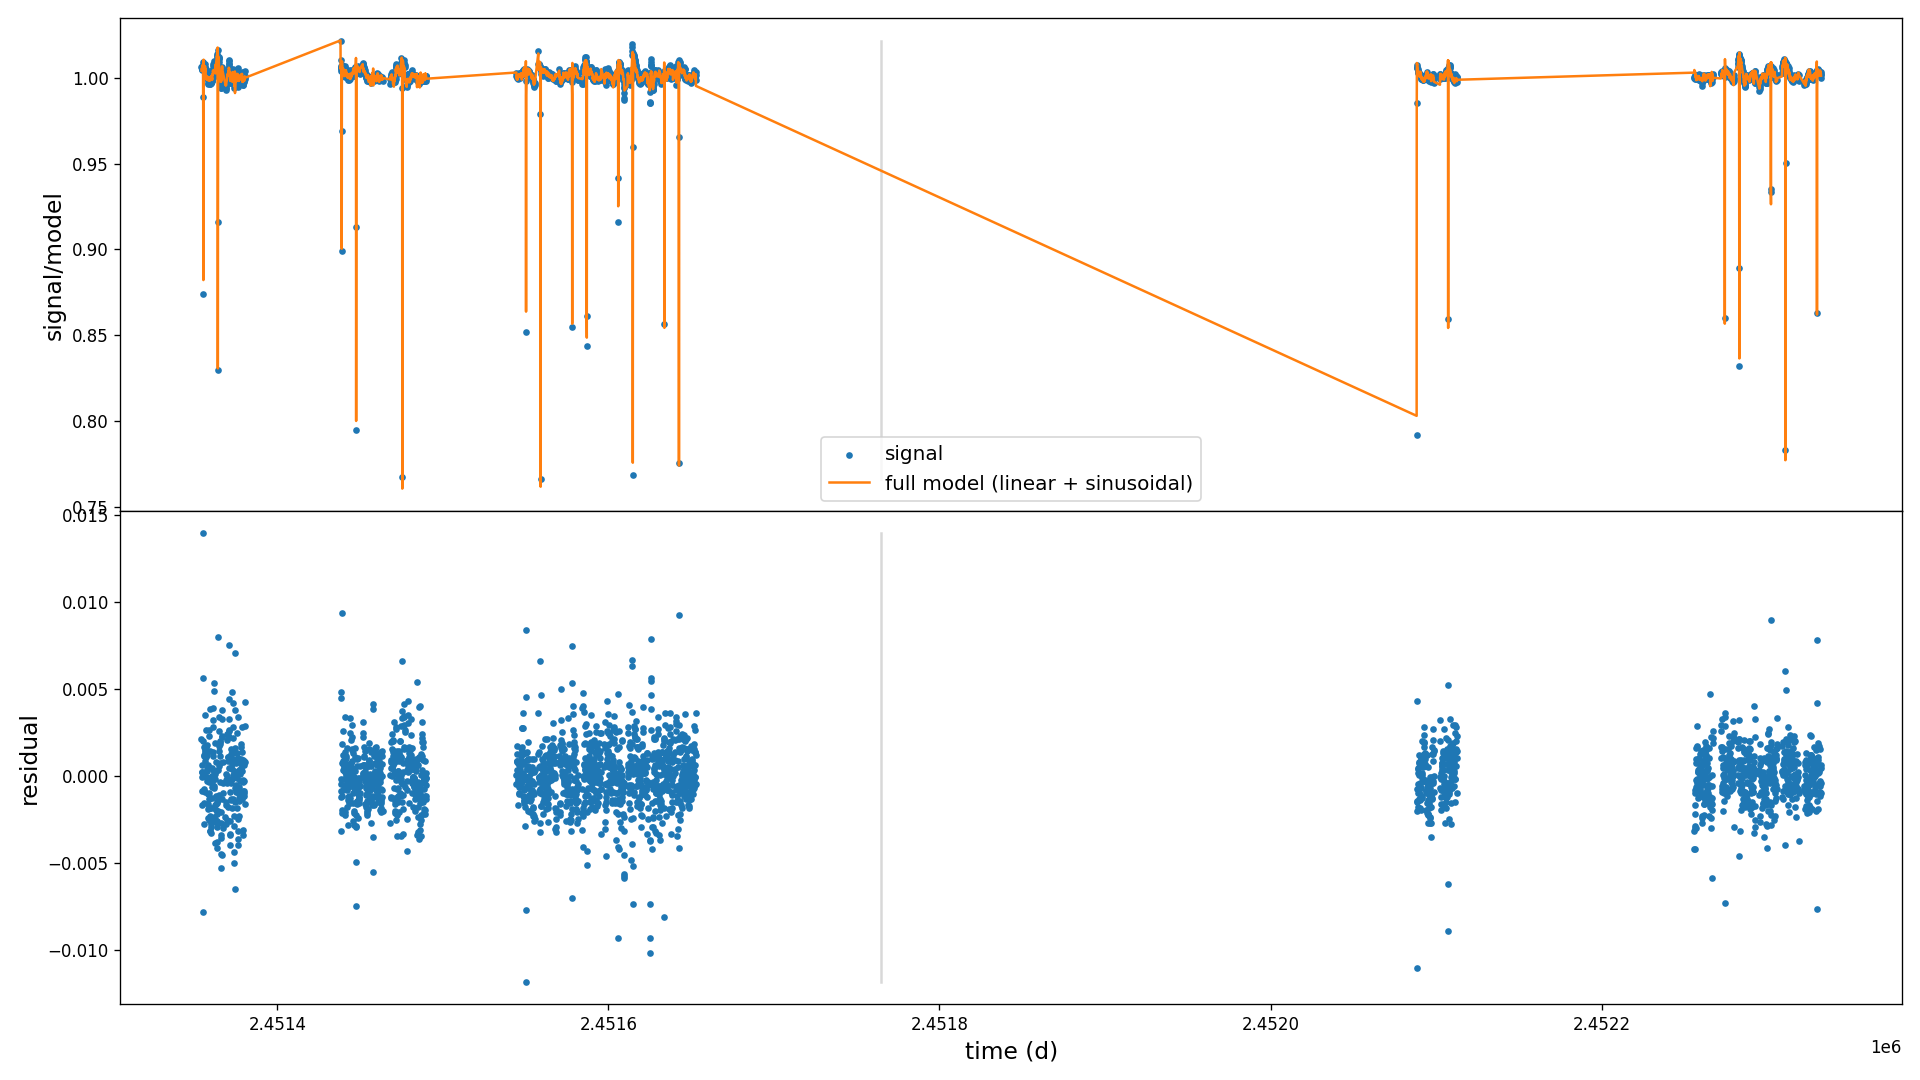 1.00
0.95
0.90
0.85
0.80
0.75
signal/model
signal
full model (linear + sinusoidal)
0.015
0.010
0.005
0.000
−0.005
−0.010
residual
2.4514
2.4516
2.4518
2.4520
2.4522
1e6
time (d)